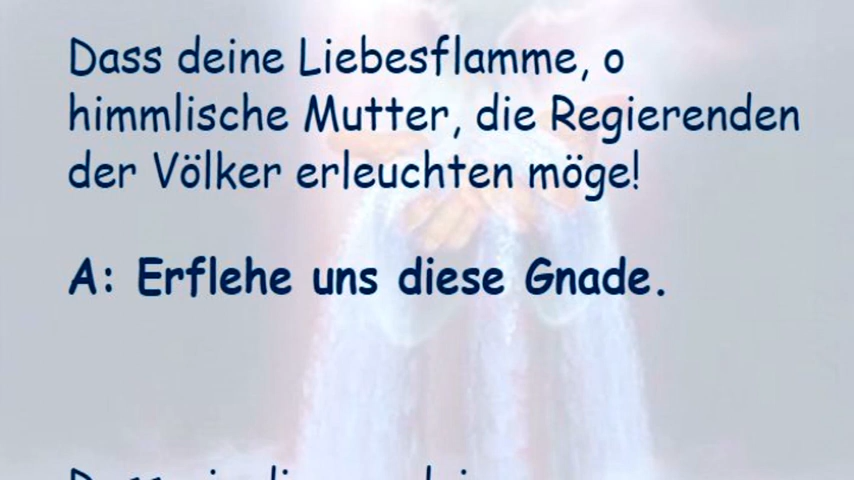 Dass deine Liebesflamme, o
himmlische Mutter, die Regierenden
der Völker erleuchten möge!
A: Erflehe uns diese Gnade.